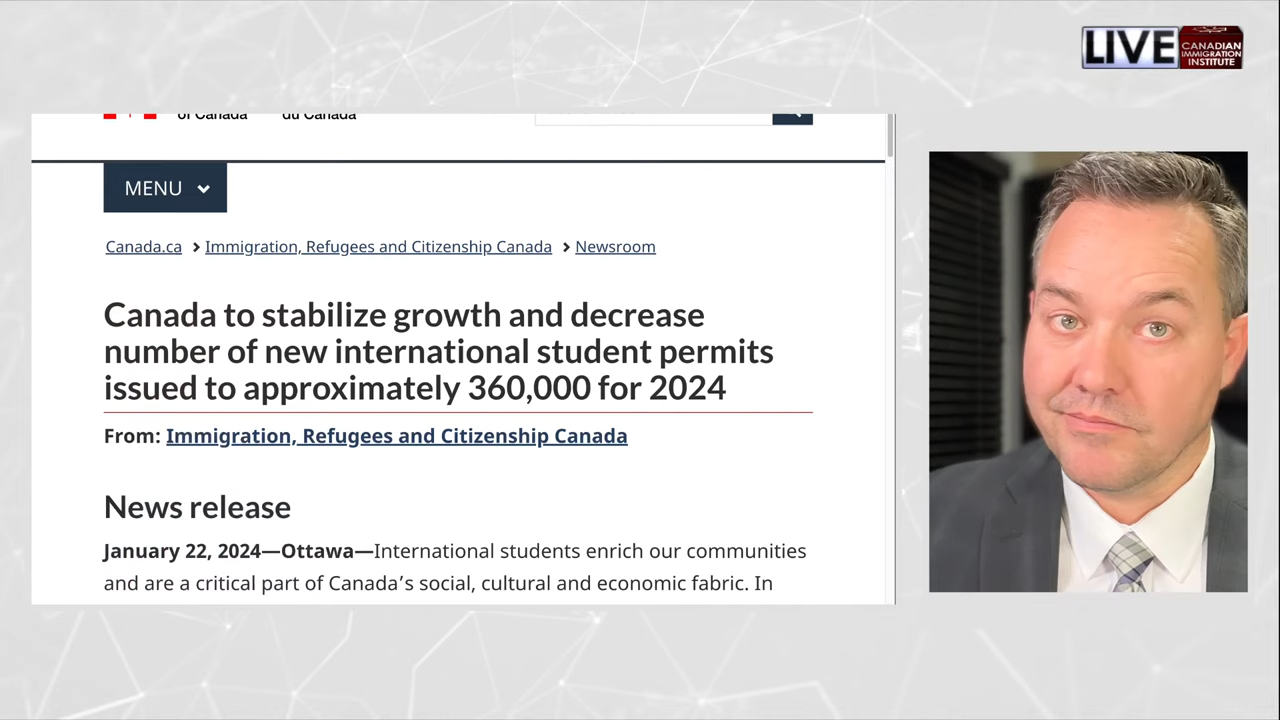 LIVE
CANADIAN
IMMIGRATION
INSTITUTE
of Canada du Canada
MENU
Canada.ca > Immigration, Refugees and Citizenship Canada > Newsroom
Canada to stabilize growth and decrease
number of new international student permits
issued to approximately 360,000 for 2024
From: Immigration, Refugees and Citizenship Canada
News release
January 22, 2024—Ottawa—International students enrich our communities
and are a critical part of Canada’s social, cultural and economic fabric. In